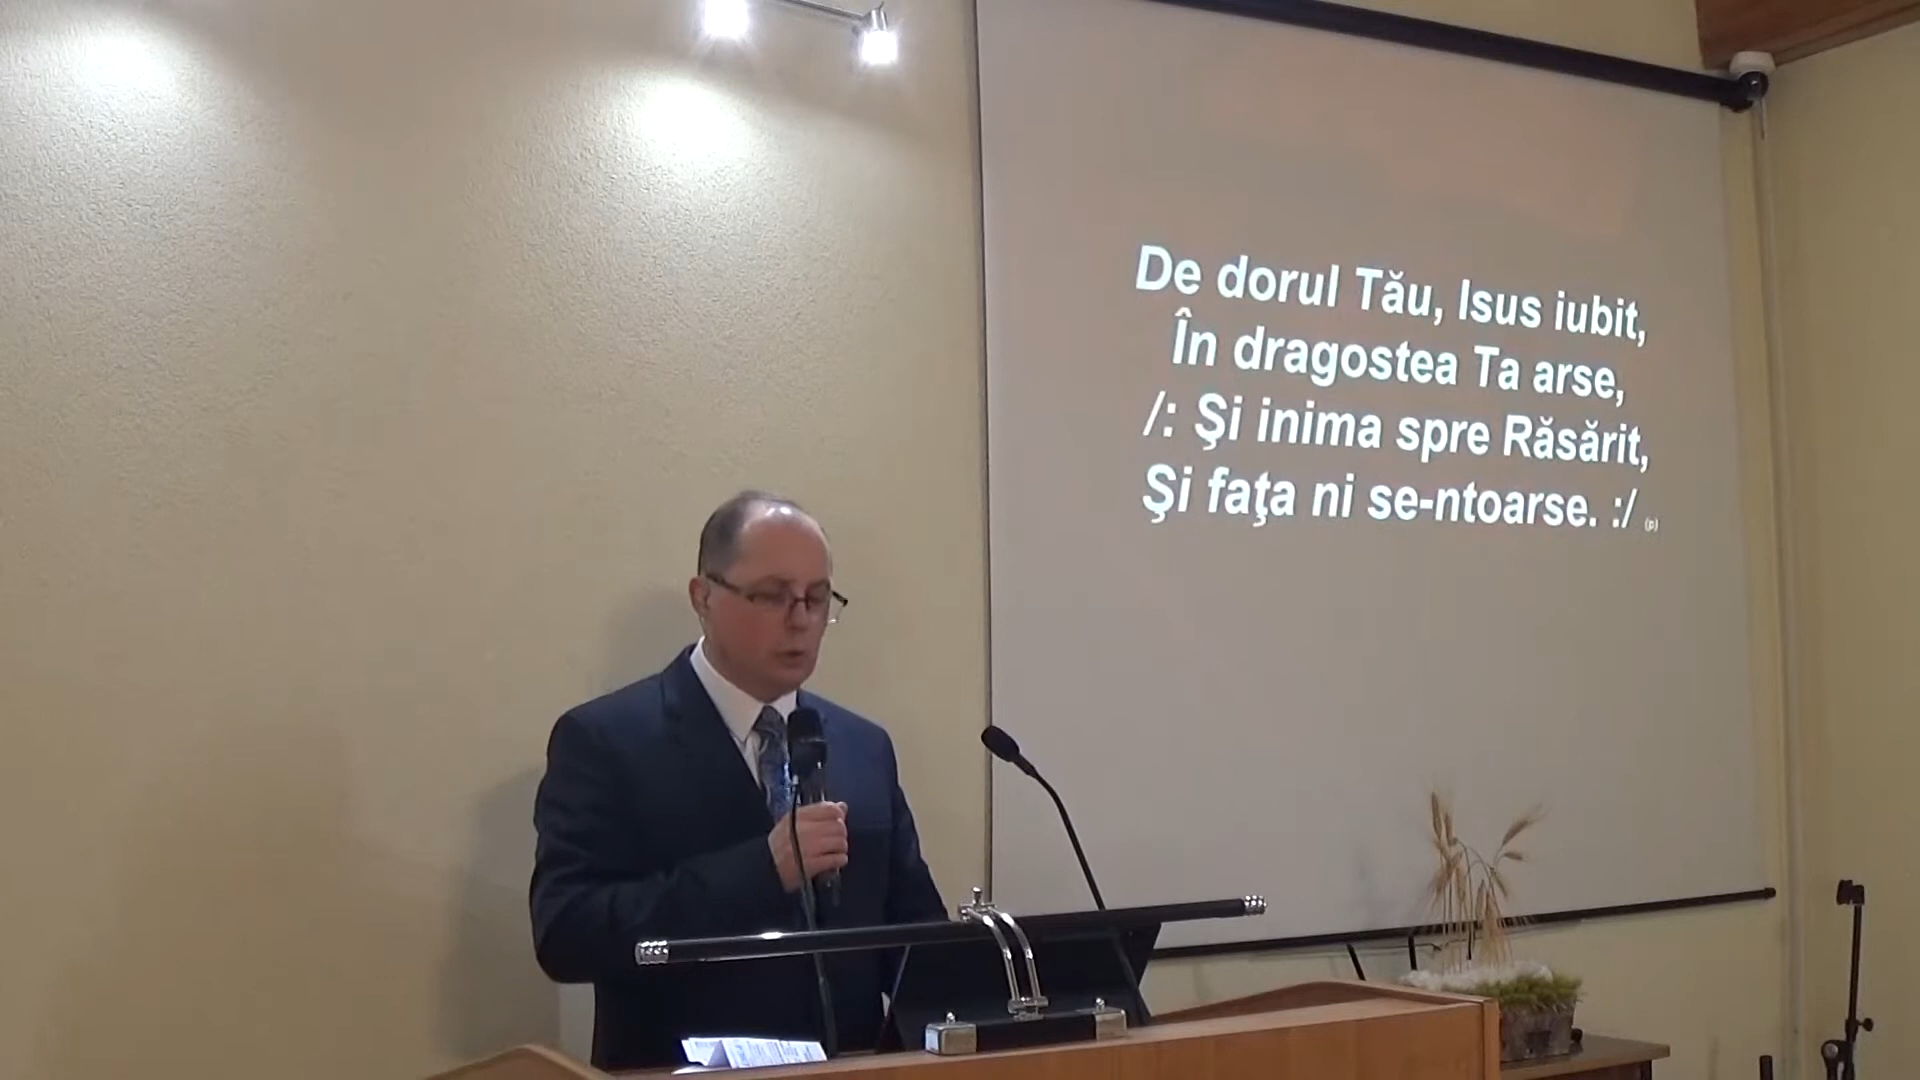 De dorul Tău, Isus iubit,
În dragostea Ta arse,
/: Şi inima spre Răsărit,
Şi faţa ni se-ntoarse. :/ (p)